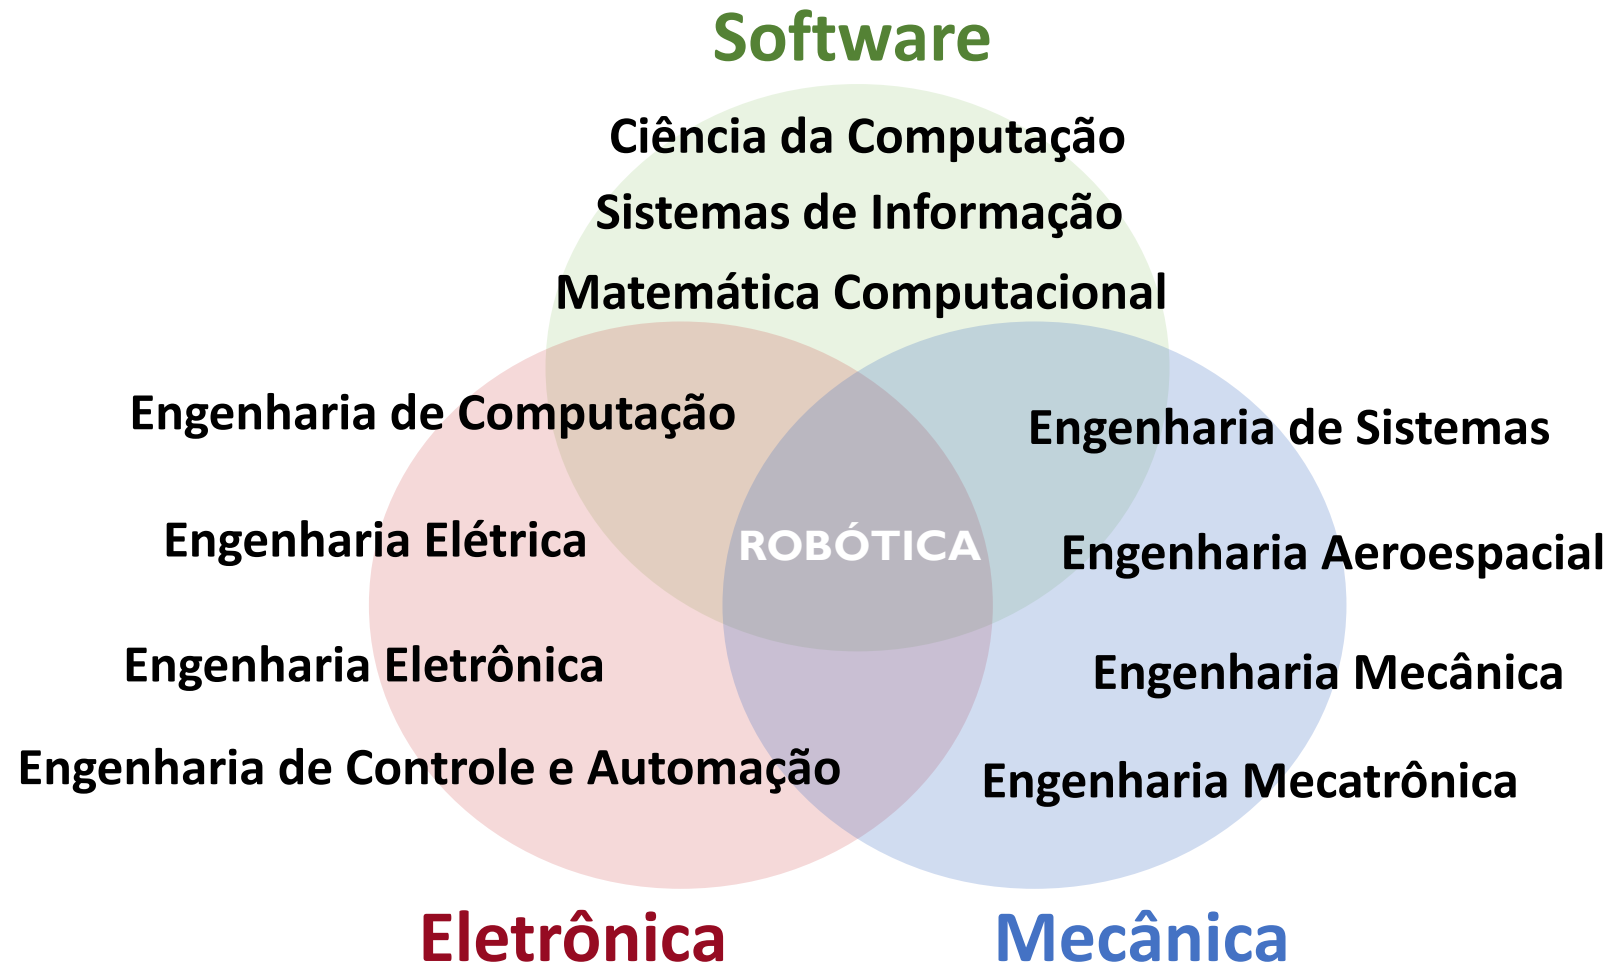 Software
Ciência da Computação
Sistemas de Informação
Matemática Computacional
Engenharia de Computação
Engenharia de Sistemas
Engenharia Elétrica
ROBÓTICA
Engenharia Aeroespacial
Engenharia Eletrônica
Engenharia Mecânica
Engenharia de Controle e Automação
Engenharia Mecatrônica
Eletrônica
Mecânica